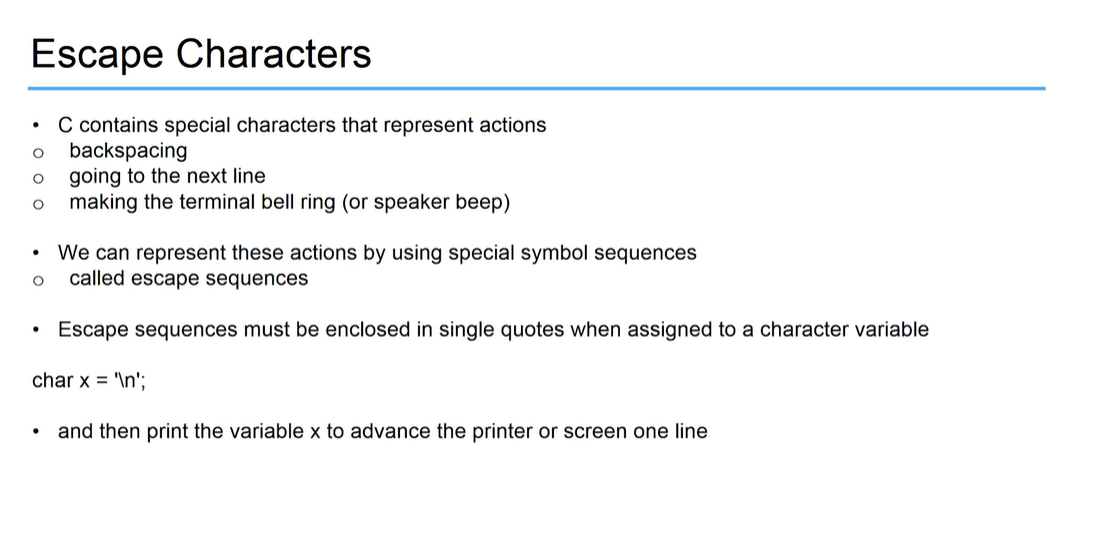 Escape Characters
• C contains special characters that represent actions
o backspacing
o going to the next line
o making the terminal bell ring (or speaker beep)
• We can represent these actions by using special symbol sequences
o called escape sequences
• Escape sequences must be enclosed in single quotes when assigned to a character variable
char x = '\n';
• and then print the variable x to advance the printer or screen one line